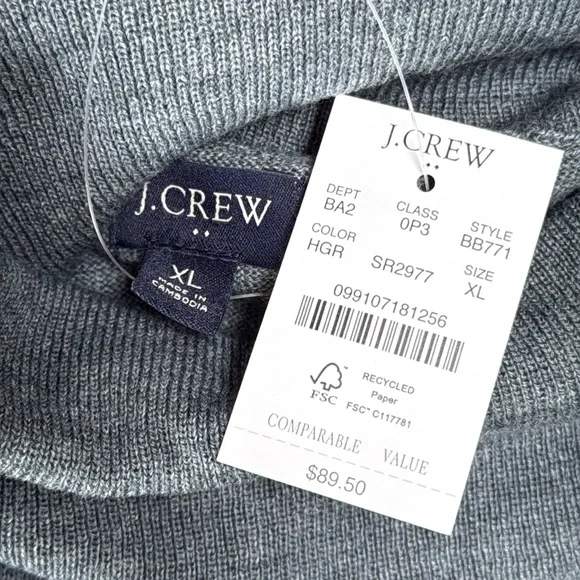 J.CREW
XL
MADE IN
CAMBODIA
J.CREW
DEPT CLASS STYLE
BA2 0P3 BB771
COLOR SIZE
HGR SR2977 XL
099107181256
FSC
RECYCLED
Paper
FSC™ C117781
COMPARABLE VALUE
$89.50